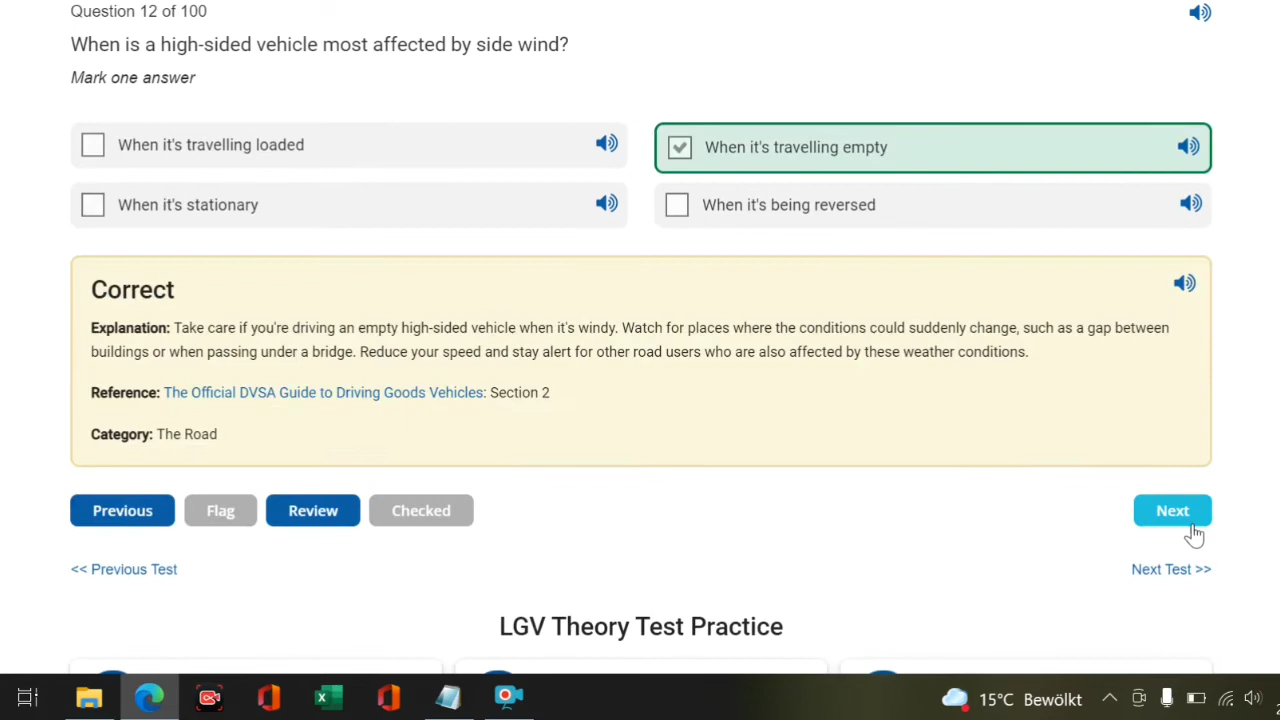 Question 12 of 100
When is a high-sided vehicle most affected by side wind?
Mark one answer
When it's travelling loaded
When it's travelling empty
When it's stationary
When it's being reversed
Correct
Explanation: Take care if you're driving an empty high-sided vehicle when it's windy. Watch for places where the conditions could suddenly change, such as a gap between
buildings or when passing under a bridge. Reduce your speed and stay alert for other road users who are also affected by these weather conditions.
Reference: The Official DVSA Guide to Driving Goods Vehicles: Section 2
Category: The Road
Previous
Flag
Review
Checked
Next
<< Previous Test
Next Test >>
LGV Theory Test Practice
15°C Bewölkt